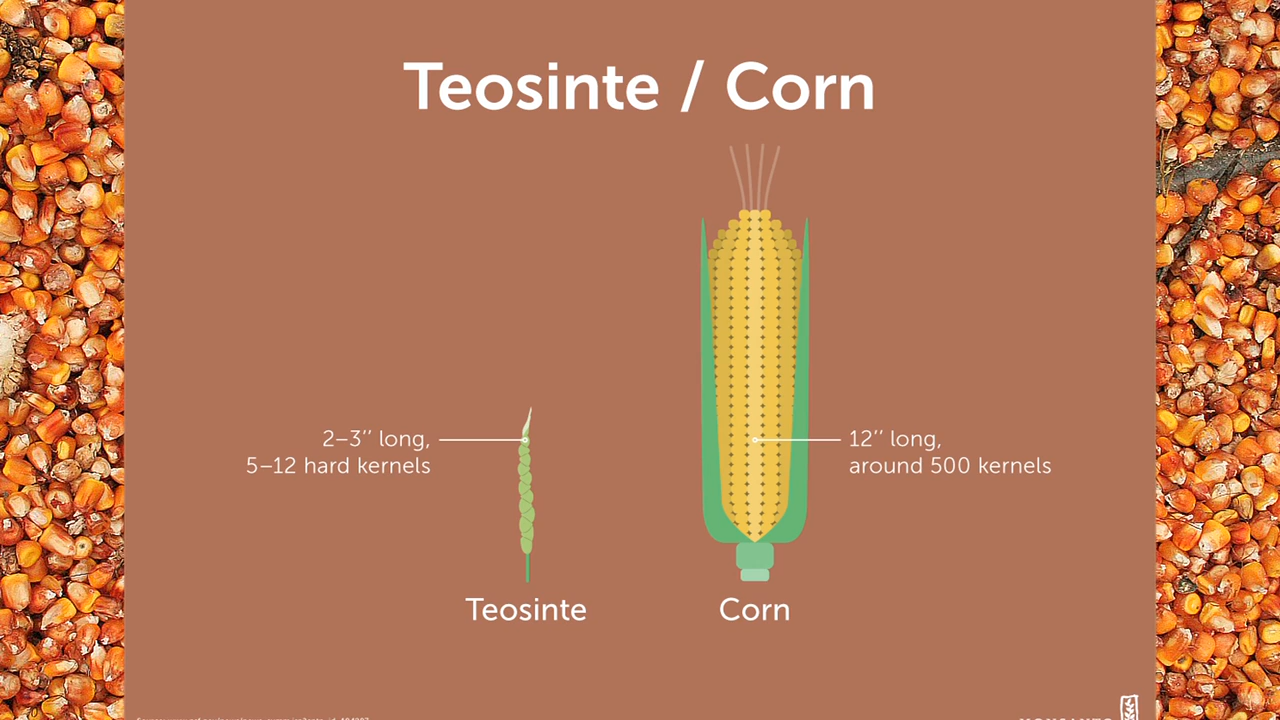 Teosinte / Corn
2–3’’ long,
5–12 hard kernels
12’’ long,
around 500 kernels
Teosinte
Corn